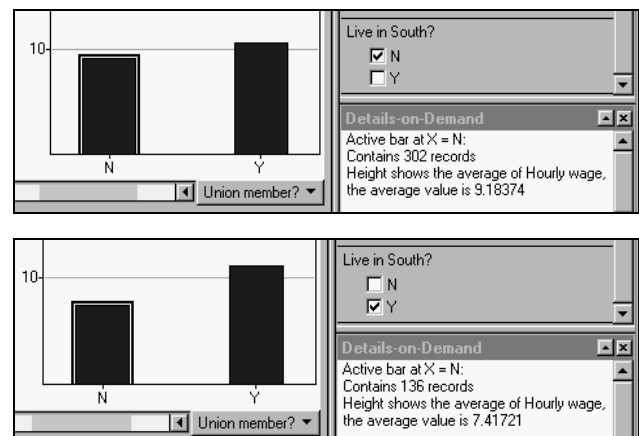 10
N
Y
Union member?
Live in South?
N
Y
Details-on-Demand
Active bar at X = N:
Contains 302 records
Height shows the average of Hourly wage,
the average value is 9.18374
10
N
Y
Union member?
Live in South?
N
Y
Details-on-Demand
Active bar at X = N:
Contains 136 records
Height shows the average of Hourly wage,
the average value is 7.41721